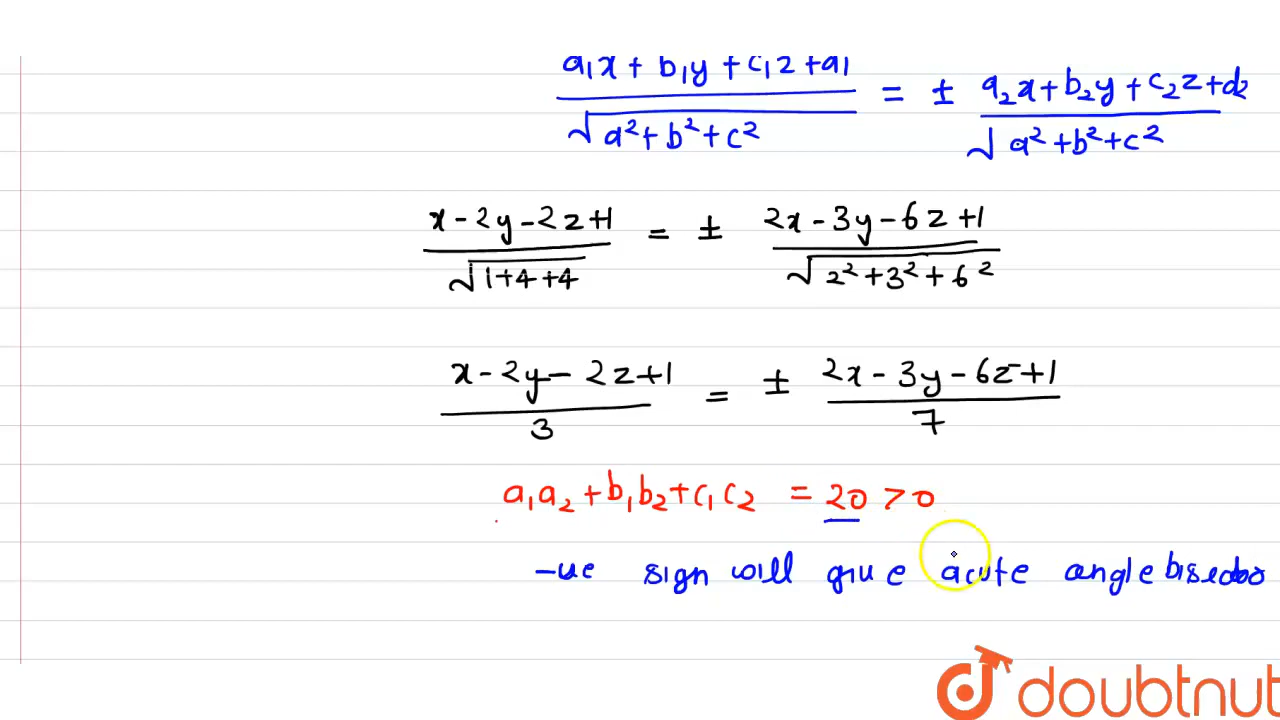 a₁x + b₁y + c₁z + d₁ / √a² + b² + c² = ± a₂x + b₂y + c₂z + d₂ / √a² + b² + c²
x - 2y - 2z + 1 / √1 + 4 + 4 = ± 2x - 3y - 6z + 1 / √2² + 3² + 6²
x - 2y - 2z + 1 / 3 = ± 2x - 3y - 6z + 1 / 7
a₁a₂ + b₁b₂ + c₁c₂ = 20 > 0
-ve sign will give acute angle bisector
doubtnut